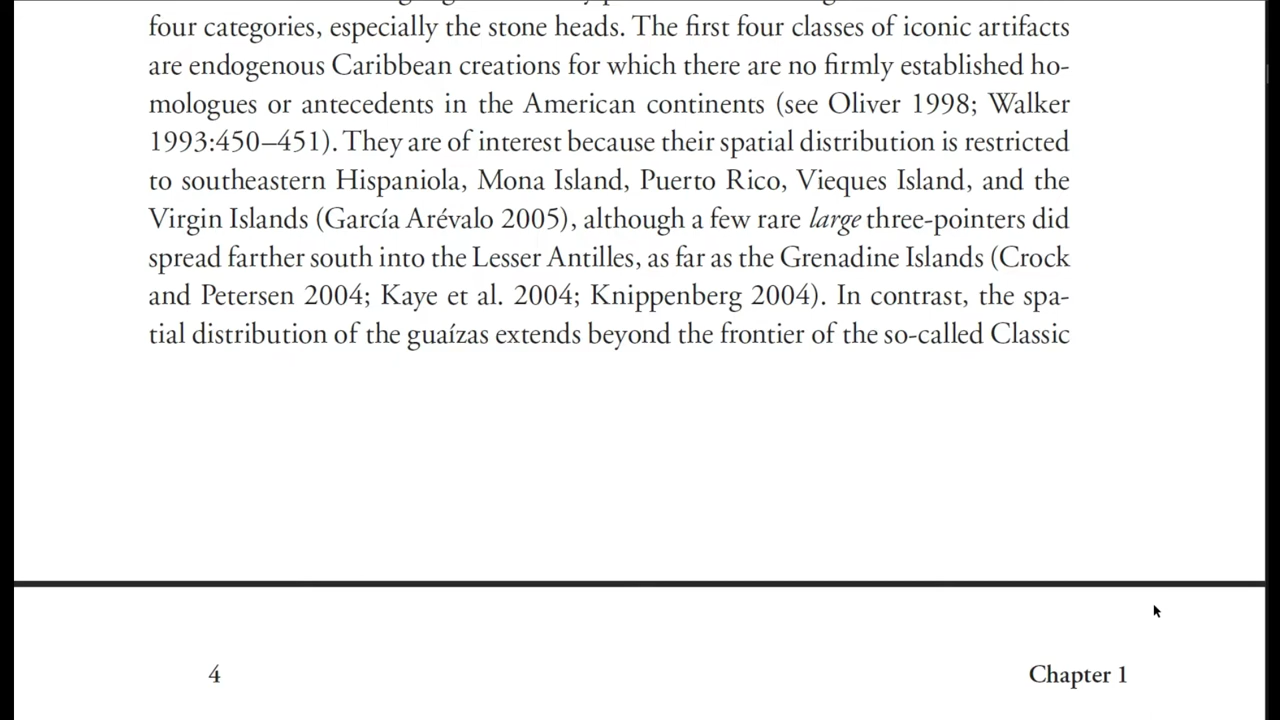 four categories, especially the stone heads. The first four classes of iconic artifacts
are endogenous Caribbean creations for which there are no firmly established ho-
mologues or antecedents in the American continents (see Oliver 1998; Walker
1993:450–451). They are of interest because their spatial distribution is restricted
to southeastern Hispaniola, Mona Island, Puerto Rico, Vieques Island, and the
Virgin Islands (García Arévalo 2005), although a few rare large three-pointers did
spread farther south into the Lesser Antilles, as far as the Grenadine Islands (Crock
and Petersen 2004; Kaye et al. 2004; Knippenberg 2004). In contrast, the spa-
tial distribution of the guaízas extends beyond the frontier of the so-called Classic
4 Chapter 1